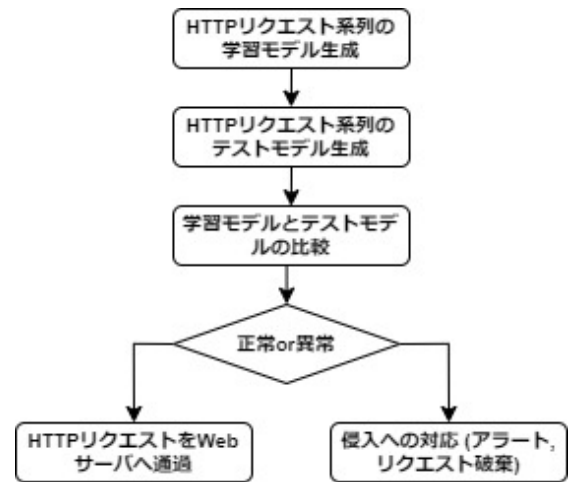 HTTPリクエスト系列の
学習モデル生成
HTTPリクエスト系列の
テストモデル生成
学習モデルとテストモデ
ルの比較
正常or異常
HTTPリクエストをWeb
サーバへ通過
侵入への対応 (アラート,
リクエスト破棄)